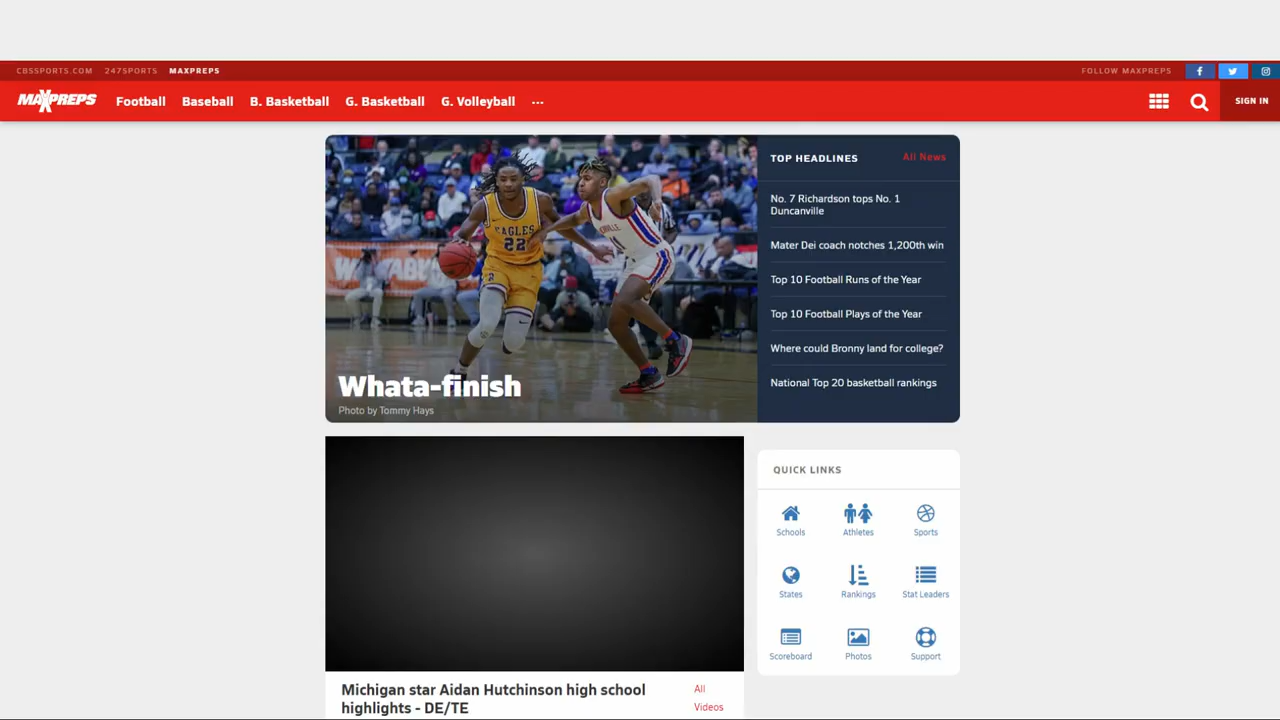 CBSSPORTS.COM 247SPORTS MAXPREPS FOLLOW MAXPREPS
MAXPREPS Football Baseball B. Basketball G. Basketball G. Volleyball ... SIGN IN
EAGLES
22
Whata-finish
Photo by Tommy Hays
TOP HEADLINES All News
No. 7 Richardson tops No. 1
Duncanville
Mater Dei coach notches 1,200th win
Top 10 Football Runs of the Year
Top 10 Football Plays of the Year
Where could Bronny land for college?
National Top 20 basketball rankings
Michigan star Aidan Hutchinson high school
highlights - DE/TE
All
Videos
QUICK LINKS
Schools Athletes Sports
States Rankings Stat Leaders
Scoreboard Photos Support